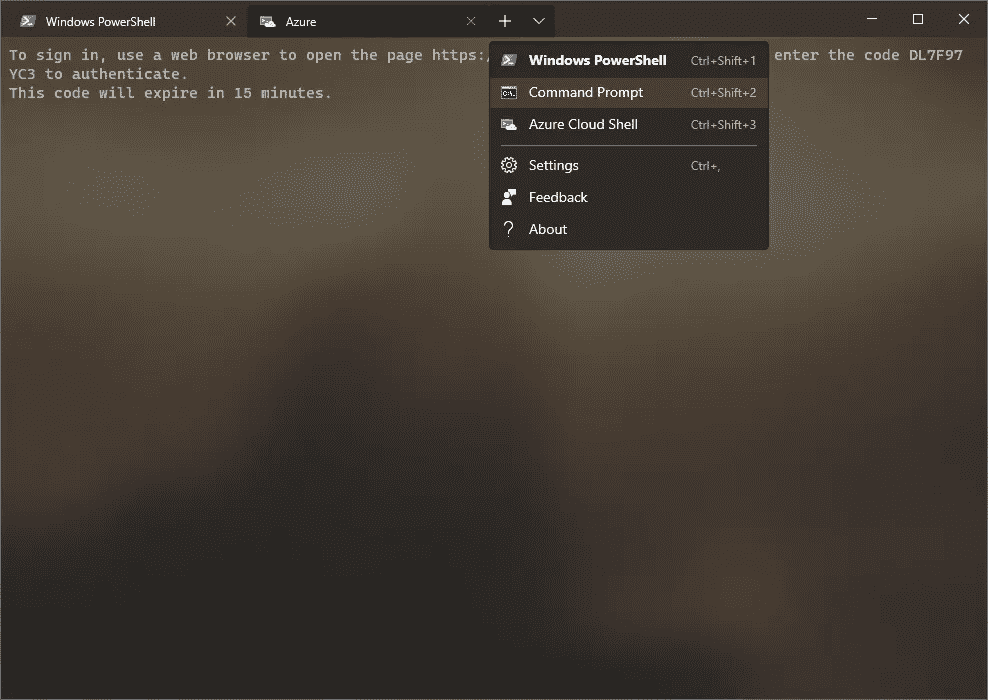 Windows PowerShell
Azure
To sign in, use a web browser to open the page https:/ enter the code DL7F97
YC3 to authenticate.
This code will expire in 15 minutes.
Windows PowerShell Ctrl+Shift+1
Command Prompt Ctrl+Shift+2
Azure Cloud Shell Ctrl+Shift+3
Settings Ctrl+,
Feedback
About